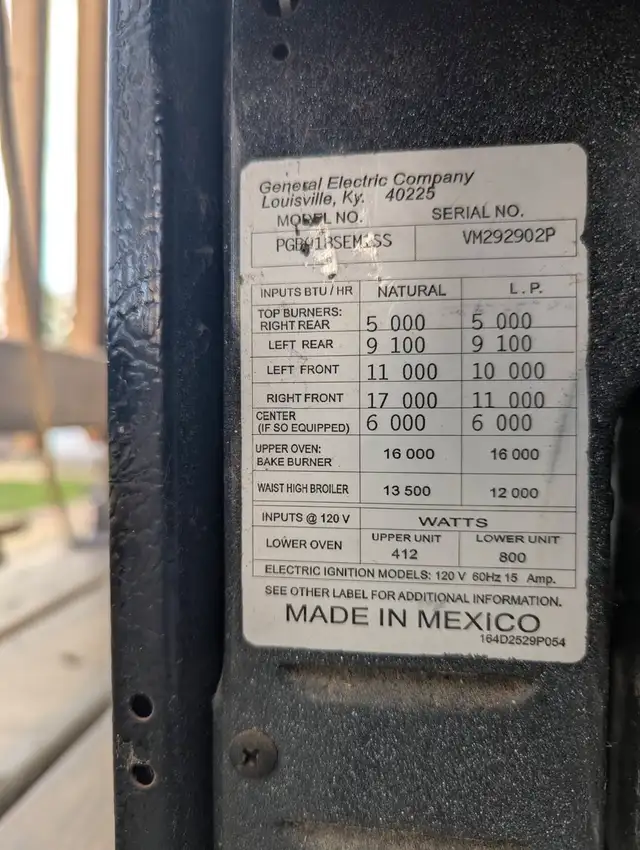 General Electric Company
Louisville, Ky. 40225
MODEL NO. SERIAL NO.
VM292902P
INPUTS BTU / HR NATURAL L.P.
TOP BURNERS:
RIGHT REAR 5 000 5 000
LEFT REAR 9 100 9 100
LEFT FRONT 11 000 10 000
RIGHT FRONT 17 000 11 000
CENTER
(IF SO EQUIPPED) 6 000 6 000
UPPER OVEN:
BAKE BURNER 16 000 16 000
WAIST HIGH BROILER 13 500 12 000
INPUTS @ 120 V WATTS
LOWER OVEN UPPER UNIT LOWER UNIT
412 800
ELECTRIC IGNITION MODELS: 120 V 60Hz 15 Amp.
SEE OTHER LABEL FOR ADDITIONAL INFORMATION.
MADE IN MEXICO
164D2529P054